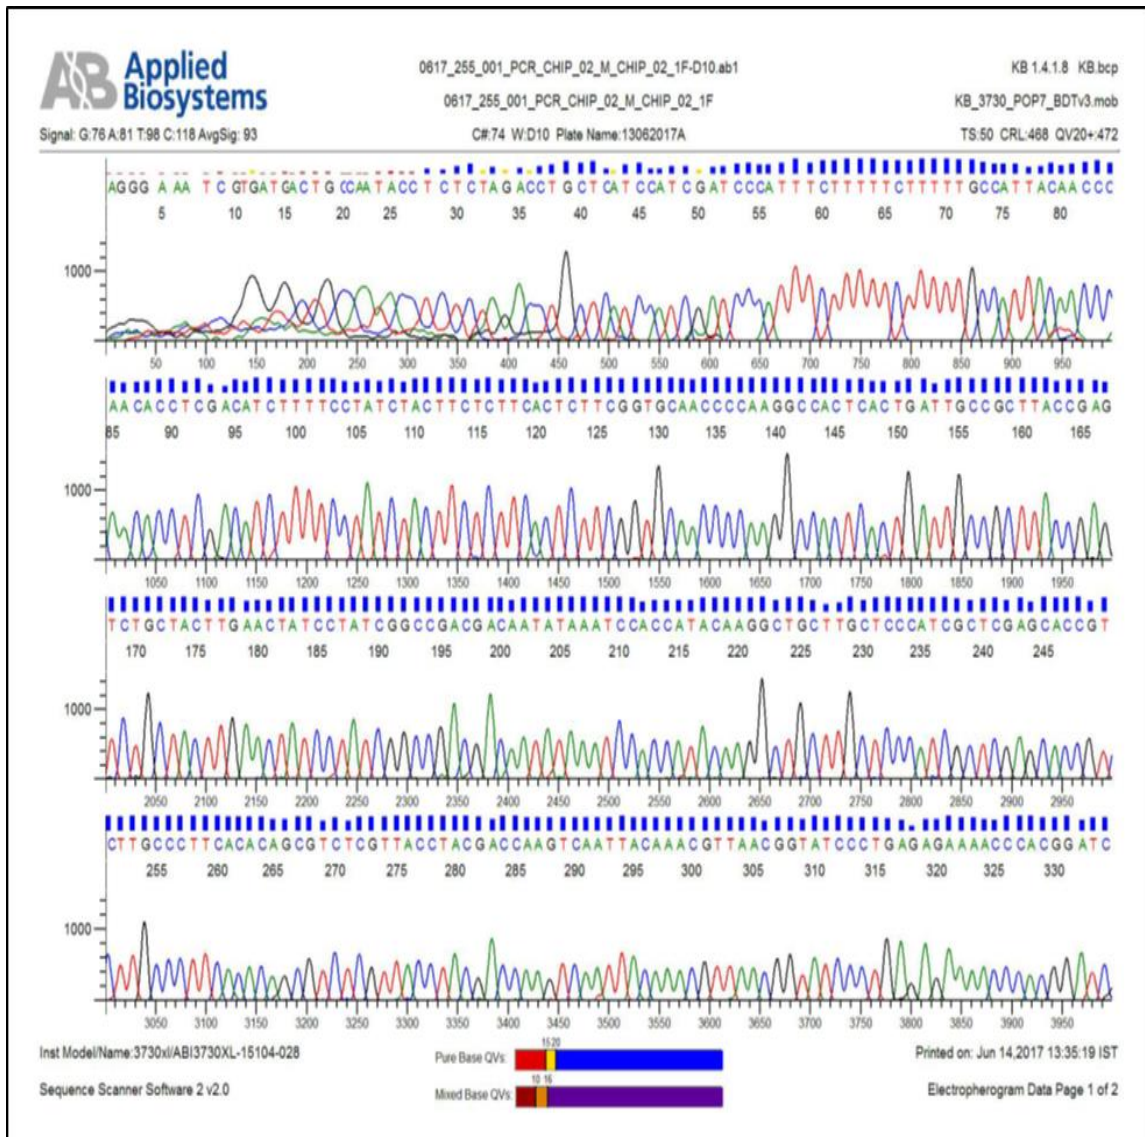 AB Applied
Biosystems
0617_255_001_PCR_CHIP_02_M_CHIP_02_1F-D10.ab1
KB 1.4.1.8 KB.bcp
0617_255_001_PCR_CHIP_02_M_CHIP_02_1F
KB_3730_POP7_BDTv3.mob
Signal: G:76 A:81 T:98 C:118 AvgSig: 93
C#:74 W:D10 Plate Name:13062017A
TS:50 CRL:468 QV20+:472
AGGG A AA T CGTGATGACTGCCAATACCTCTCTAGACCTGCTCATCCATCGATCCCATTTCTTTTTCTTTTTGCCATTACAACCC
5 10 15 20 25 30 35 40 45 50 55 60 65 70 75 80
1000
50 100 150 200 250 300 350 400 450 500 550 600 650 700 750 800 850 900 950
AACACCTCGACATCTTTTCCTATCTACTTCTCTTCACTCTTCGGTGCAACCCCAAGGCCACTCACTGATTGCCGCTTACCGAG
85 90 95 100 105 110 115 120 125 130 135 140 145 150 155 160 165
1000
1050 1100 1150 1200 1250 1300 1350 1400 1450 1500 1550 1600 1650 1700 1750 1800 1850 1900 1950
TCTGCTACTTGAACTATCCTATCGGCCGACGACAATATAAATCCACCATACAAGGCTGCTTGCTCCCATCGCTCGAGCACCGT
170 175 180 185 190 195 200 205 210 215 220 225 230 235 240 245
1000
2050 2100 2150 2200 2250 2300 2350 2400 2450 2500 2550 2600 2650 2700 2750 2800 2850 2900 2950
CTTGCCCTTCACACAGCGTCTCGTTACCTACGACCAAGTCAATTACAAACGTTAACGGTATCCCTGAGAGAAAACCCACGGATC
255 260 265 270 275 280 285 290 295 300 305 310 315 320 325 330
1000
3050 3100 3150 3200 3250 3300 3350 3400 3450 3500 3550 3600 3650 3700 3750 3800 3850 3900 3950
Inst Model/Name:3730xl/ABI3730XL-15104-028
15 20
Pure Base QVs:
Printed on: Jun 14,2017 13:35:19 IST
Sequence Scanner Software 2 v2.0
10 15
Mixed Base QVs:
Electropherogram Data Page 1 of 2